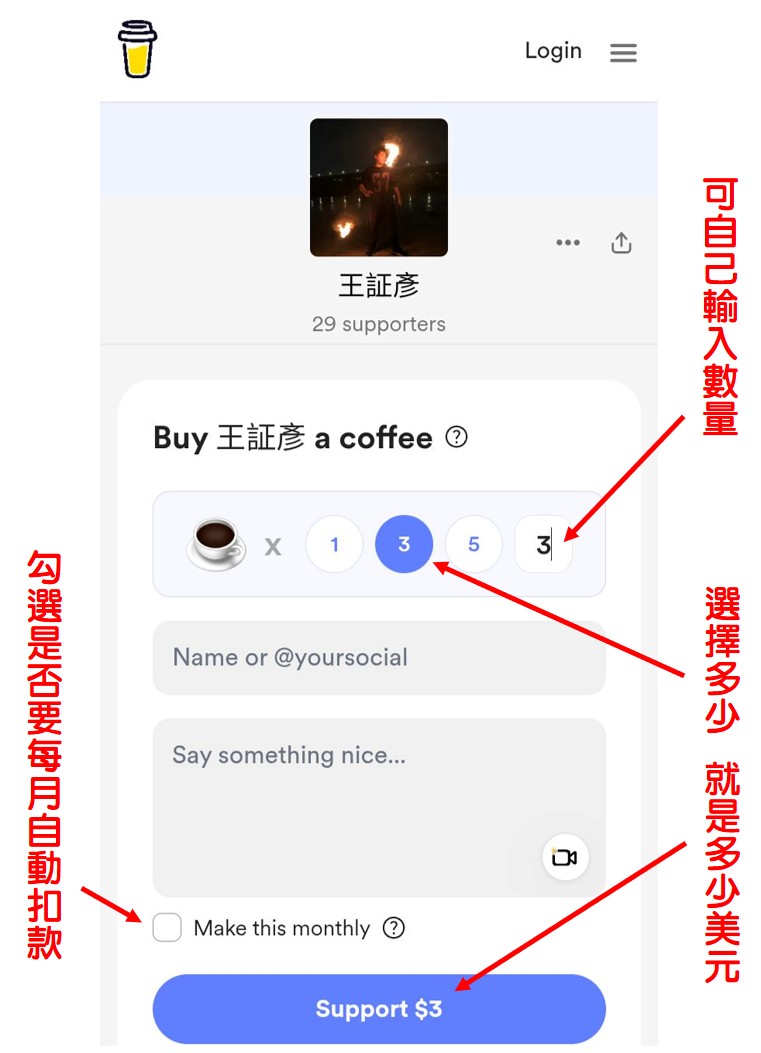 Login
王証彥
29 supporters
Buy 王証彥 a coffee ?
x 1 3 5 3
Name or @yoursocial
Say something nice...
Make this monthly ?
Support $3
可自己輸入數量
選擇多少 就是多少美元
勾選是否要每月自動扣款